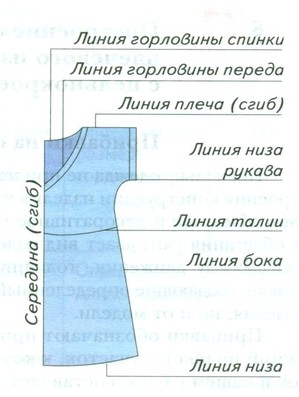 Линия горловины спинки
Линия горловины переда
Линия плеча (сгиб)
Линия низа
рукава
Линия талии
Линия бока
Середина (сгиб)
Линия низа